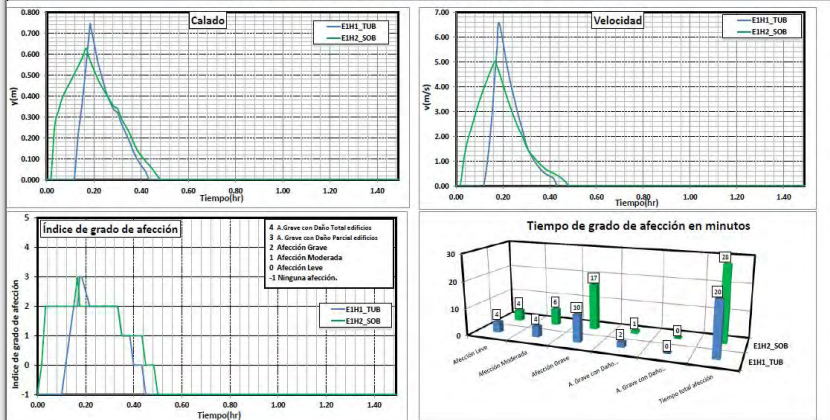 Calado
E1H1_TUB
E1H2_SOB
y(m)
0.800
0.700
0.600
0.500
0.400
0.300
0.200
0.100
0.000
0.00 0.20 0.40 0.60 0.80 1.00 1.20 1.40
Tiempo(hr)
Velocidad
E1H1_TUB
E1H2_SOB
v(m/s)
7.00
6.00
5.00
4.00
3.00
2.00
1.00
0.00
0.00 0.20 0.40 0.60 0.80 1.00 1.20 1.40
Tiempo(hr)
Índice de grado de afección
4 A.Grave con Daño Total edificios
3 A. Grave con Daño Parcial edificios
2 Afección Grave
1 Afección Moderada
0 Afección Leve
-1 Ninguna afección.
E1H1_TUB
E1H2_SOB
Indice de grado de afección
5
4
3
2
1
0
-1
0.00 0.20 0.40 0.60 0.80 1.00 1.20 1.40
Tiempo(hr)
Tiempo de grado de afección en minutos
30
20
10
0
4 6 17 1 0 28
4 4 10 2 0 20
Afección Leve
Afección Moderada
Afección Grave
A. Grave con Daño...
A. Grave con Daño...
Tiempo total afección
E1H2_SOB
E1H1_TUB